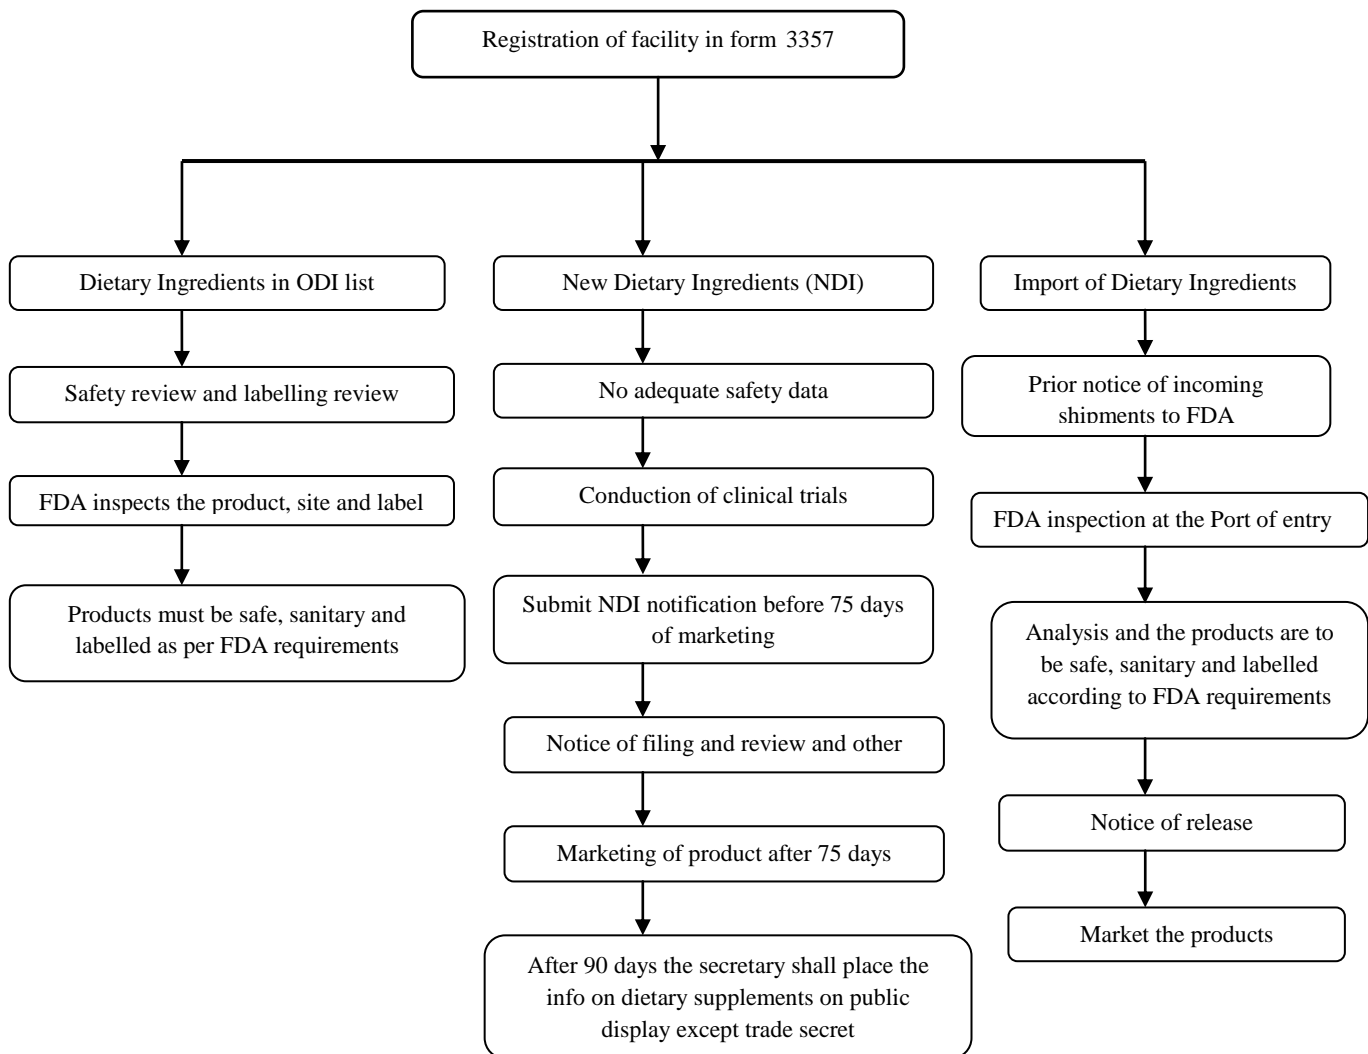 Registration of facility in form 3357
Dietary Ingredients in ODI list
Safety review and labelling review
FDA inspects the product, site and label
Products must be safe, sanitary and
labelled as per FDA requirements
New Dietary Ingredients (NDI)
No adequate safety data
Conduction of clinical trials
Submit NDI notification before 75 days
of marketing
Notice of filing and review and other
Marketing of product after 75 days
After 90 days the secretary shall place the
info on dietary supplements on public
display except trade secret
Import of Dietary Ingredients
Prior notice of incoming
shipments to FDA
FDA inspection at the Port of entry
Analysis and the products are to
be safe, sanitary and labelled
according to FDA requirements
Notice of release
Market the products